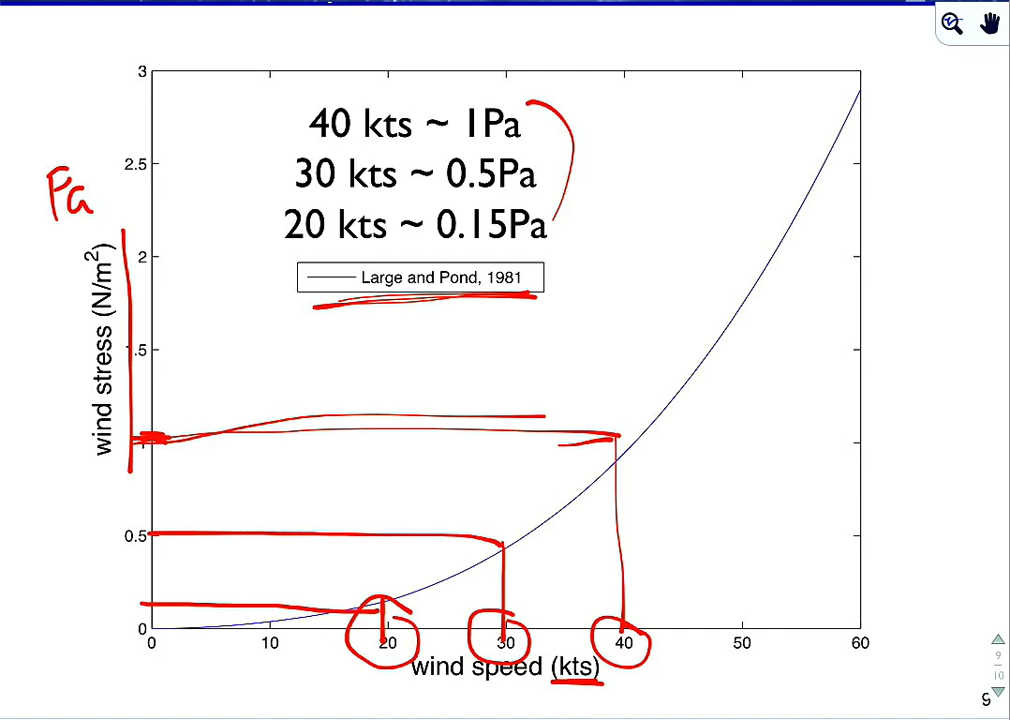 3
40 kts ~ 1Pa
2.5
30 kts ~ 0.5Pa
Pa
20 kts ~ 0.15Pa
2
wind stress (N/m²)
Large and Pond, 1981
.5
1
0.5
0
0 10 20 30 40 50 60
wind speed (kts)
9
10
9